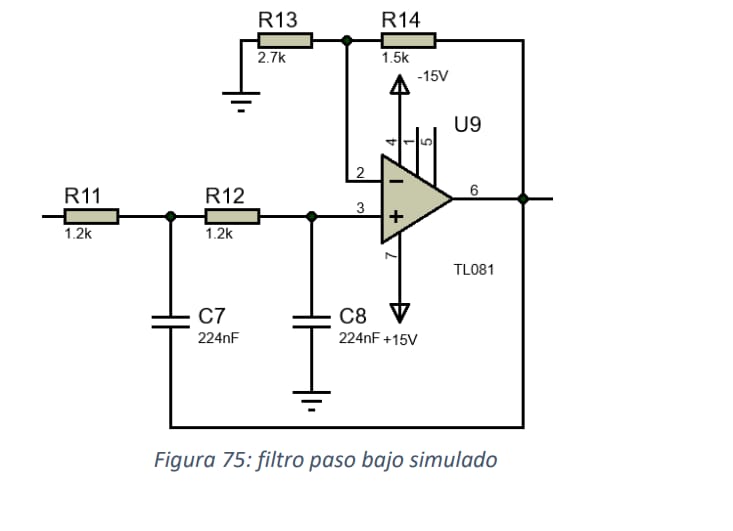 R13
R14
2.7k
1.5k
-15V
U9
4
1
5
2
6
R11
R12
3
1.2k
1.2k
7
TL081
C7
C8
224nF
224nF
+15V
Figura 75: filtro paso bajo simulado